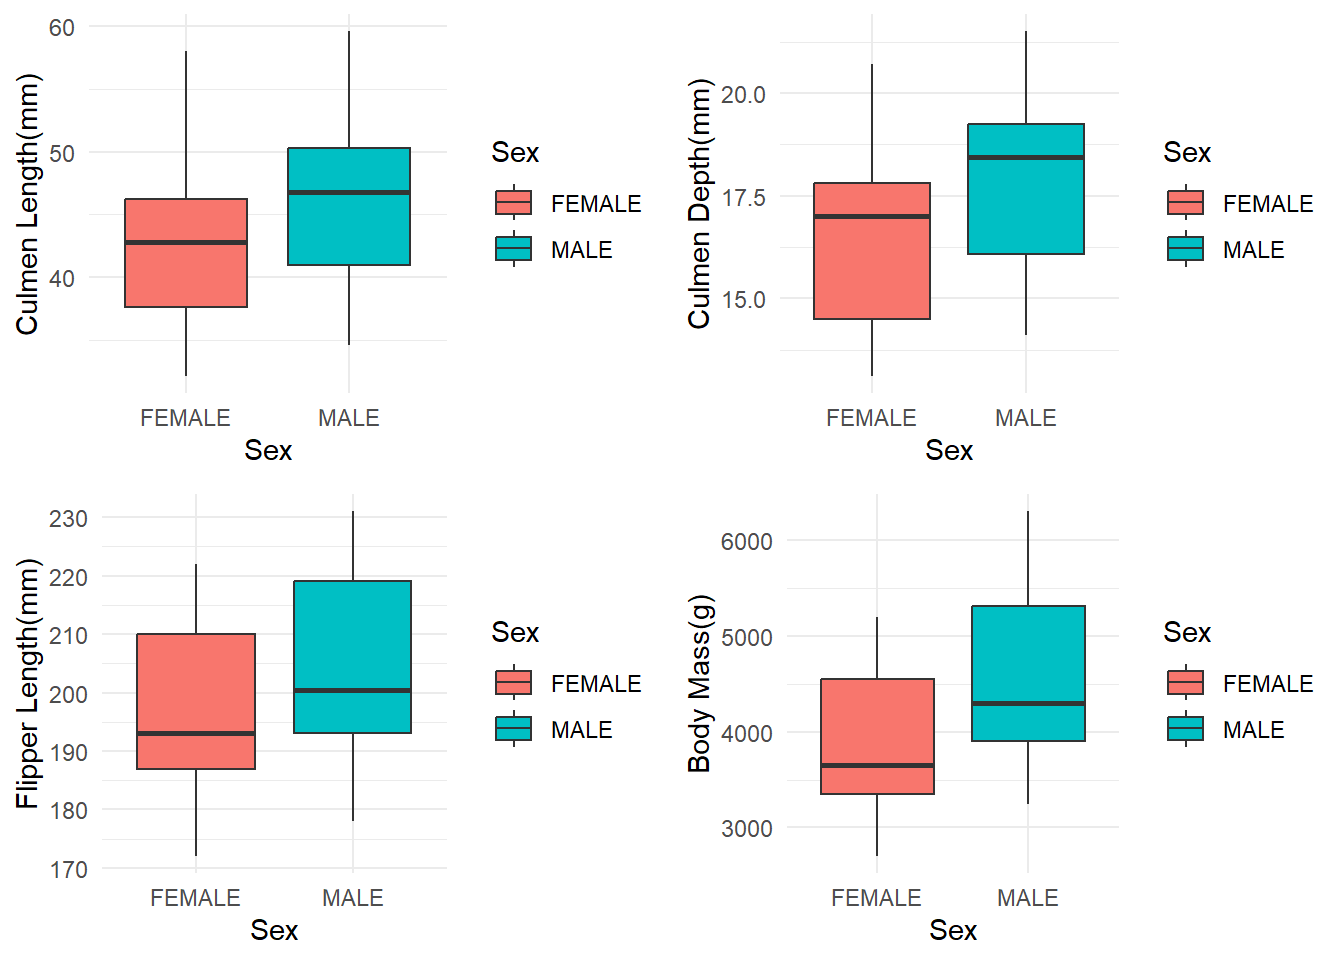 Culmen Length(mm)
60
50
40
FEMALE
MALE
Sex
Sex
FEMALE
MALE
Culmen Depth(mm)
20.0
17.5
15.0
FEMALE
MALE
Sex
Sex
FEMALE
MALE
Flipper Length(mm)
230
220
210
200
190
180
170
FEMALE
MALE
Sex
Sex
FEMALE
MALE
Body Mass(g)
6000
5000
4000
3000
FEMALE
MALE
Sex
Sex
FEMALE
MALE